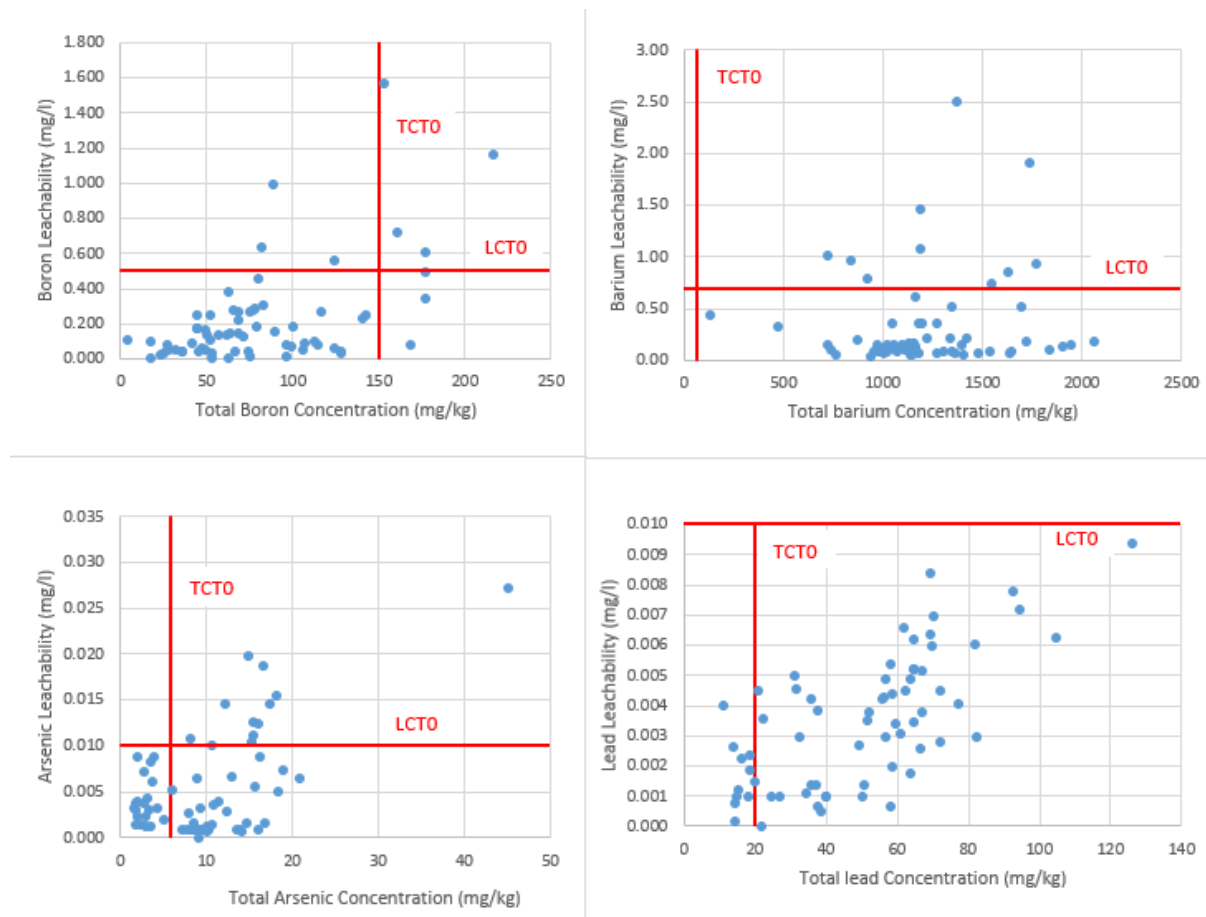 Boron Leachability (mg/l)
1.800
1.600
1.400
1.200
1.000
0.800
0.600
0.400
0.200
0.000
TCT0
LCT0
0 50 100 150 200 250
Total Boron Concentration (mg/kg)
Barium Leachability (mg/l)
3.00
2.50
2.00
1.50
1.00
0.50
0.00
TCT0
LCT0
0 500 1000 1500 2000 2500
Total barium Concentration (mg/kg)
Arsenic Leachability (mg/l)
0.035
0.030
0.025
0.020
0.015
0.010
0.005
0.000
TCT0
LCT0
0 10 20 30 40 50
Total Arsenic Concentration (mg/kg)
Lead Leachability (mg/l)
0.010
0.009
0.008
0.007
0.006
0.005
0.004
0.003
0.002
0.001
0.000
TCT0
LCT0
0 20 40 60 80 100 120 140
Total lead Concentration (mg/kg)